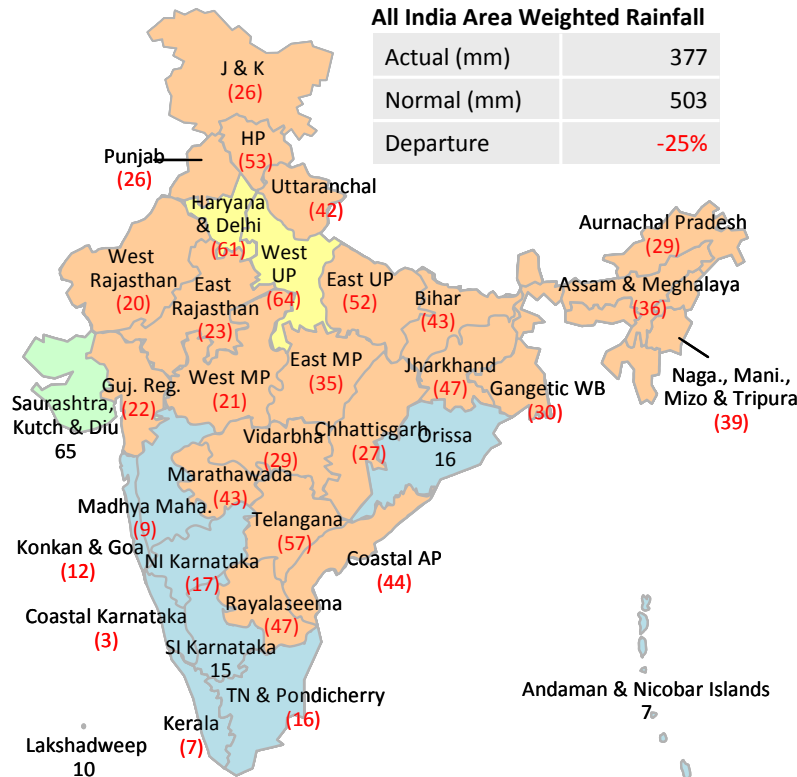 All India Area Weighted Rainfall
Actual (mm) 377
Normal (mm) 503
Departure -25%
J & K
(26)
HP
(53)
Punjab
(26)
Uttaranchal
(42)
Haryana
& Delhi
(61)
West
UP
(64)
West
Rajasthan
(20)
East
Rajasthan
(23)
East UP
(52)
Bihar
(43)
Aurnachal Pradesh
(29)
Assam & Meghalaya
(36)
Naga., Mani.,
Mizo & Tripura
(39)
Saurashtra,
Kutch & Diu
65
Guj. Reg.
(22)
West MP
(21)
East MP
(35)
Jharkhand
(47)
Gangetic WB
(30)
Vidarbha
(29)
Chhattisgarh
(27)
Orissa
16
Marathawada
(43)
Madhya Maha.
(9)
Telangana
(57)
Konkan & Goa
(12)
NI Karnataka
(17)
Coastal AP
(44)
Rayalaseema
(47)
Coastal Karnataka
(3)
SI Karnataka
15
TN & Pondicherry
(16)
Kerala
(7)
Andaman & Nicobar Islands
7
Lakshadweep
10